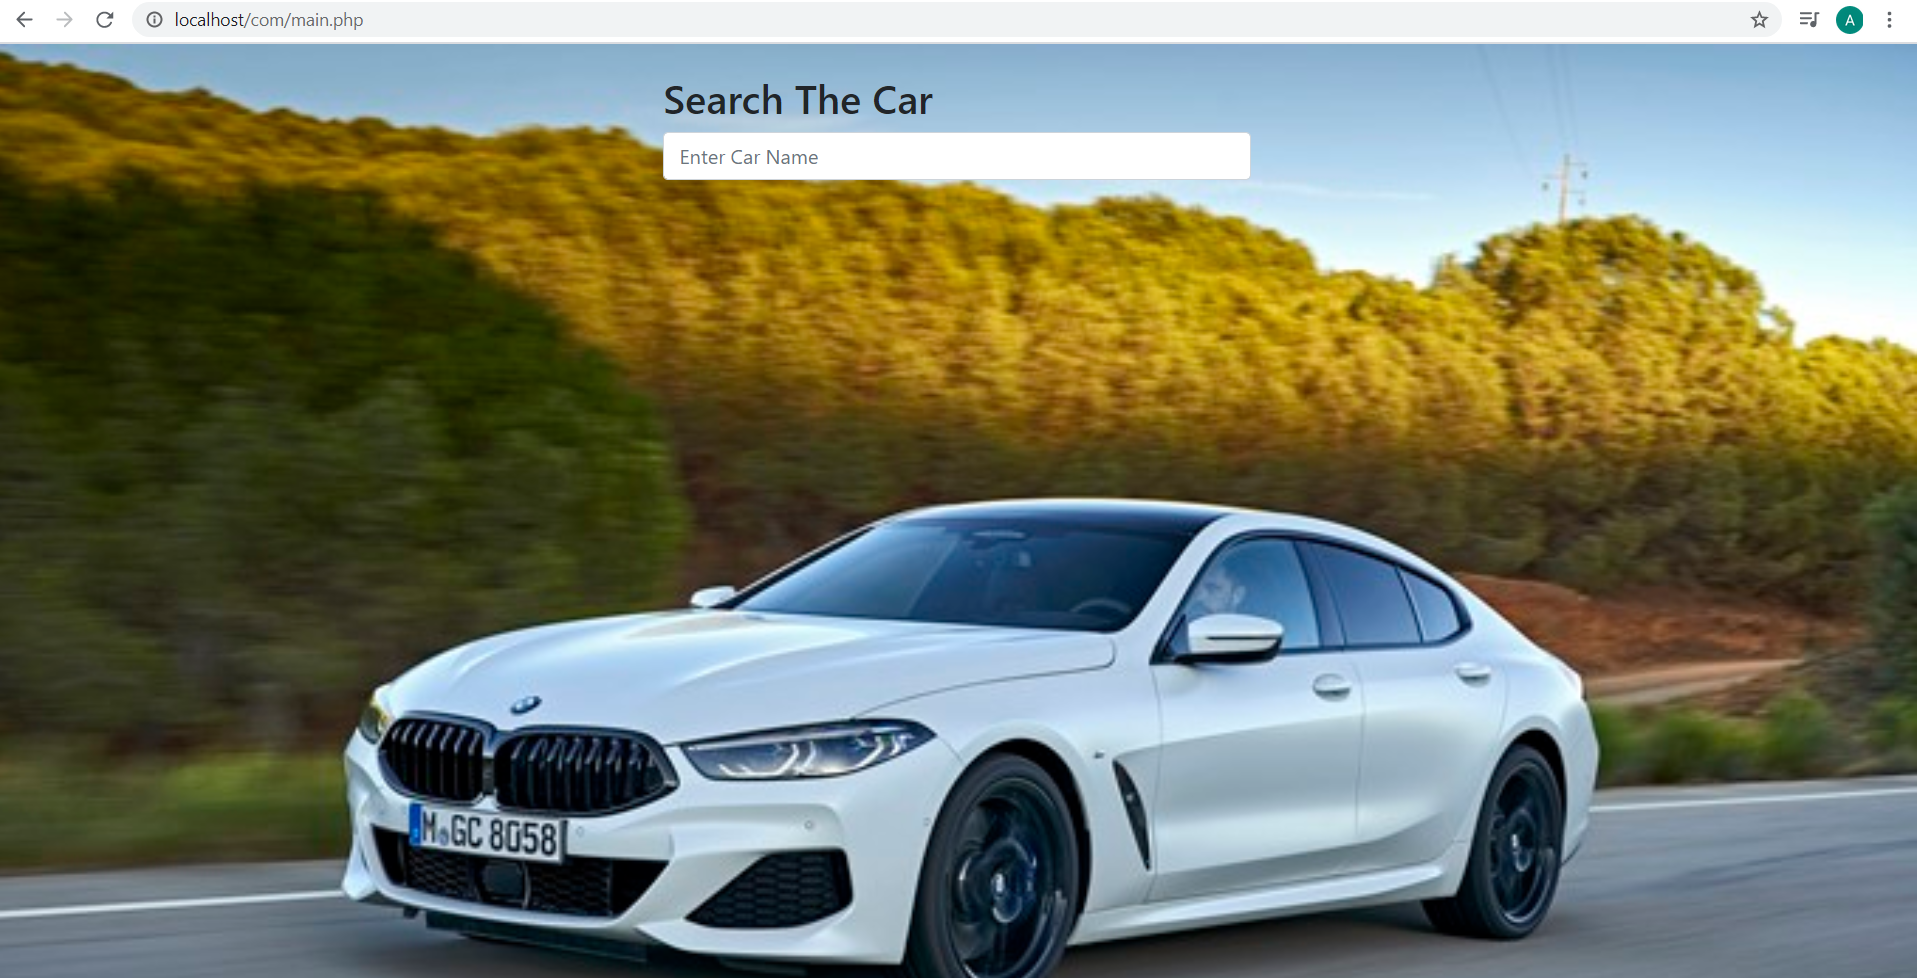 localhost/com/main.php
A
Search The Car
Enter Car Name
M GC 8058